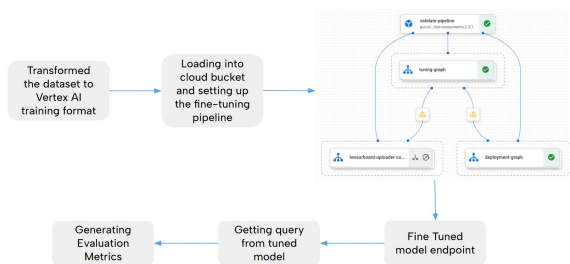 Transformed
the dataset to
Vertex AI
training format
Loading into
cloud bucket
and setting up
the fine-tuning
pipeline
validate-pipeline
tuning-graph
tensorboard-uploader-co...
deployment-graph
Fine Tuned
model endpoint
Getting query
from tuned
model
Generating
Evaluation
Metrics